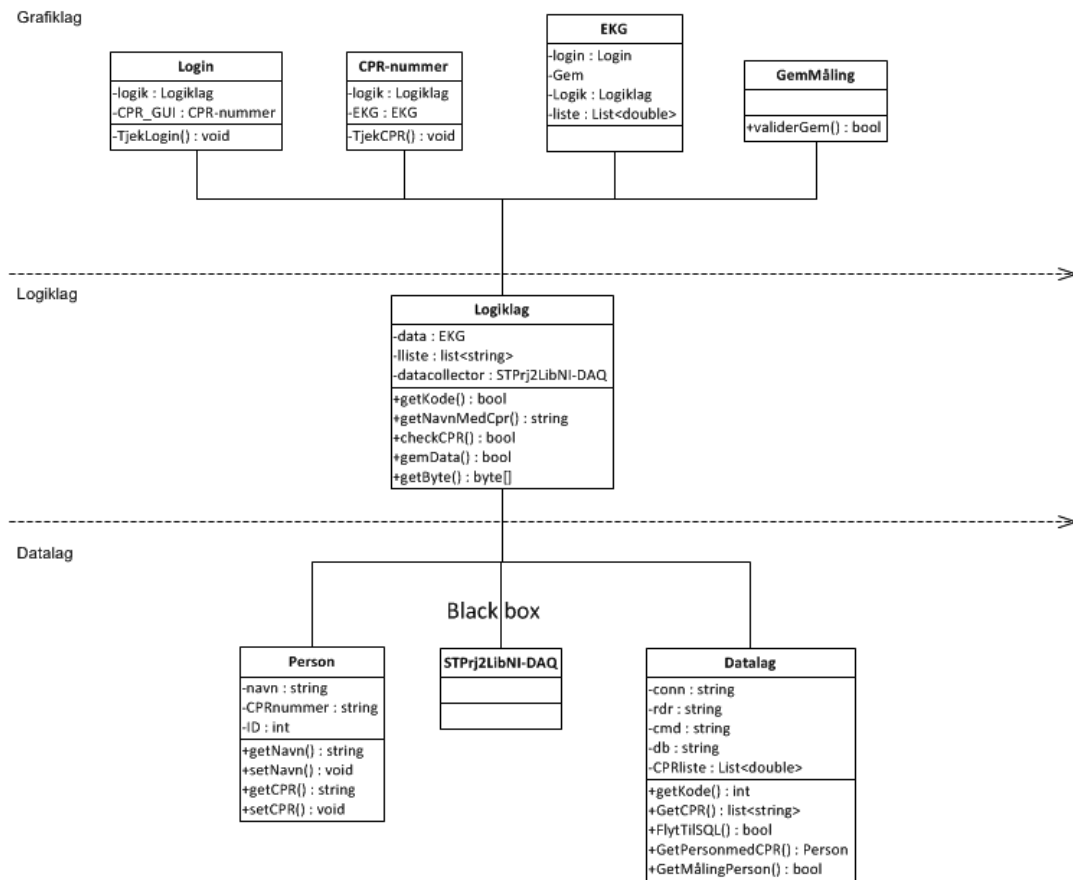 Grafiklag
Login
-logik : Logiklag
-CPR_GUI : CPR-nummer
-TjekLogin() : void
CPR-nummer
-logik : Logiklag
-EKG : EKG
-TjekCPR() : void
EKG
-login : Login
-Gem
-Logik : Logiklag
-liste : List<double>
GemMåling
+validerGem() : bool
Logiklag
Logiklag
-data : EKG
-lliste : list<string>
-datacollector : STPrj2LibNI-DAQ
+getKode() : bool
+getNavnMedCpr() : string
+checkCPR() : bool
+gemData() : bool
+getByte() : byte[]
Datalag
Black box
Person
-navn : string
-CPRnummer : string
-ID : int
+getNavn() : string
+setNavn() : void
+getCPR() : string
+setCPR() : void
STPrj2LibNI-DAQ
Datalag
-conn : string
-rdr : string
-cmd : string
-db : string
-CPRliste : List<double>
+getKode() : int
+GetCPR() : list<string>
+FlytTilSQL() : bool
+GetPersonmedCPR() : Person
+GetMålingPerson() : bool